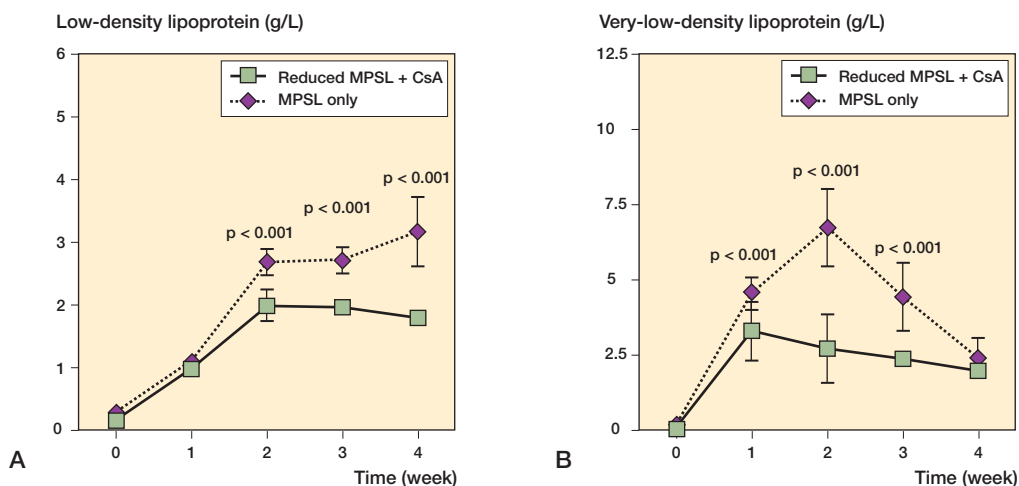 Low-density lipoprotein (g/L)
6
5
4
3
2
1
0
Reduced MPSL + CsA
MPSL only
p < 0.001
p < 0.001
p < 0.001
0 1 2 3 4
Time (week)
A
Very-low-density lipoprotein (g/L)
12.5
10
7.5
5
2.5
0
Reduced MPSL + CsA
MPSL only
p < 0.001
p < 0.001
p < 0.001
0 1 2 3 4
Time (week)
B